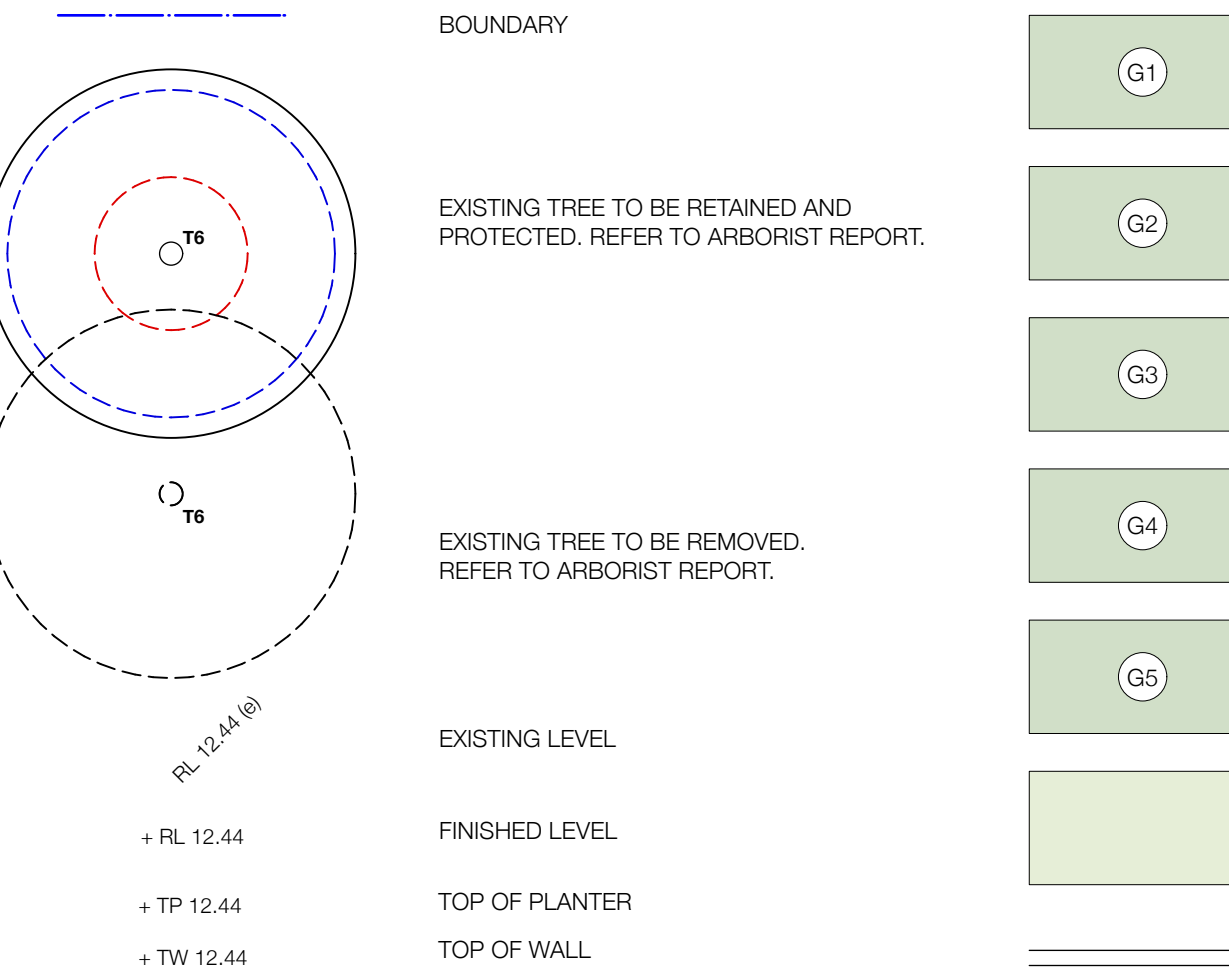 BOUNDARY
G1
T6
EXISTING TREE TO BE RETAINED AND
PROTECTED. REFER TO ARBORIST REPORT.
G2
G3
T6
EXISTING TREE TO BE REMOVED.
REFER TO ARBORIST REPORT.
G4
G5
RL 12.44 (e)
EXISTING LEVEL
+ RL 12.44
FINISHED LEVEL
+ TP 12.44
TOP OF PLANTER
+ TW 12.44
TOP OF WALL